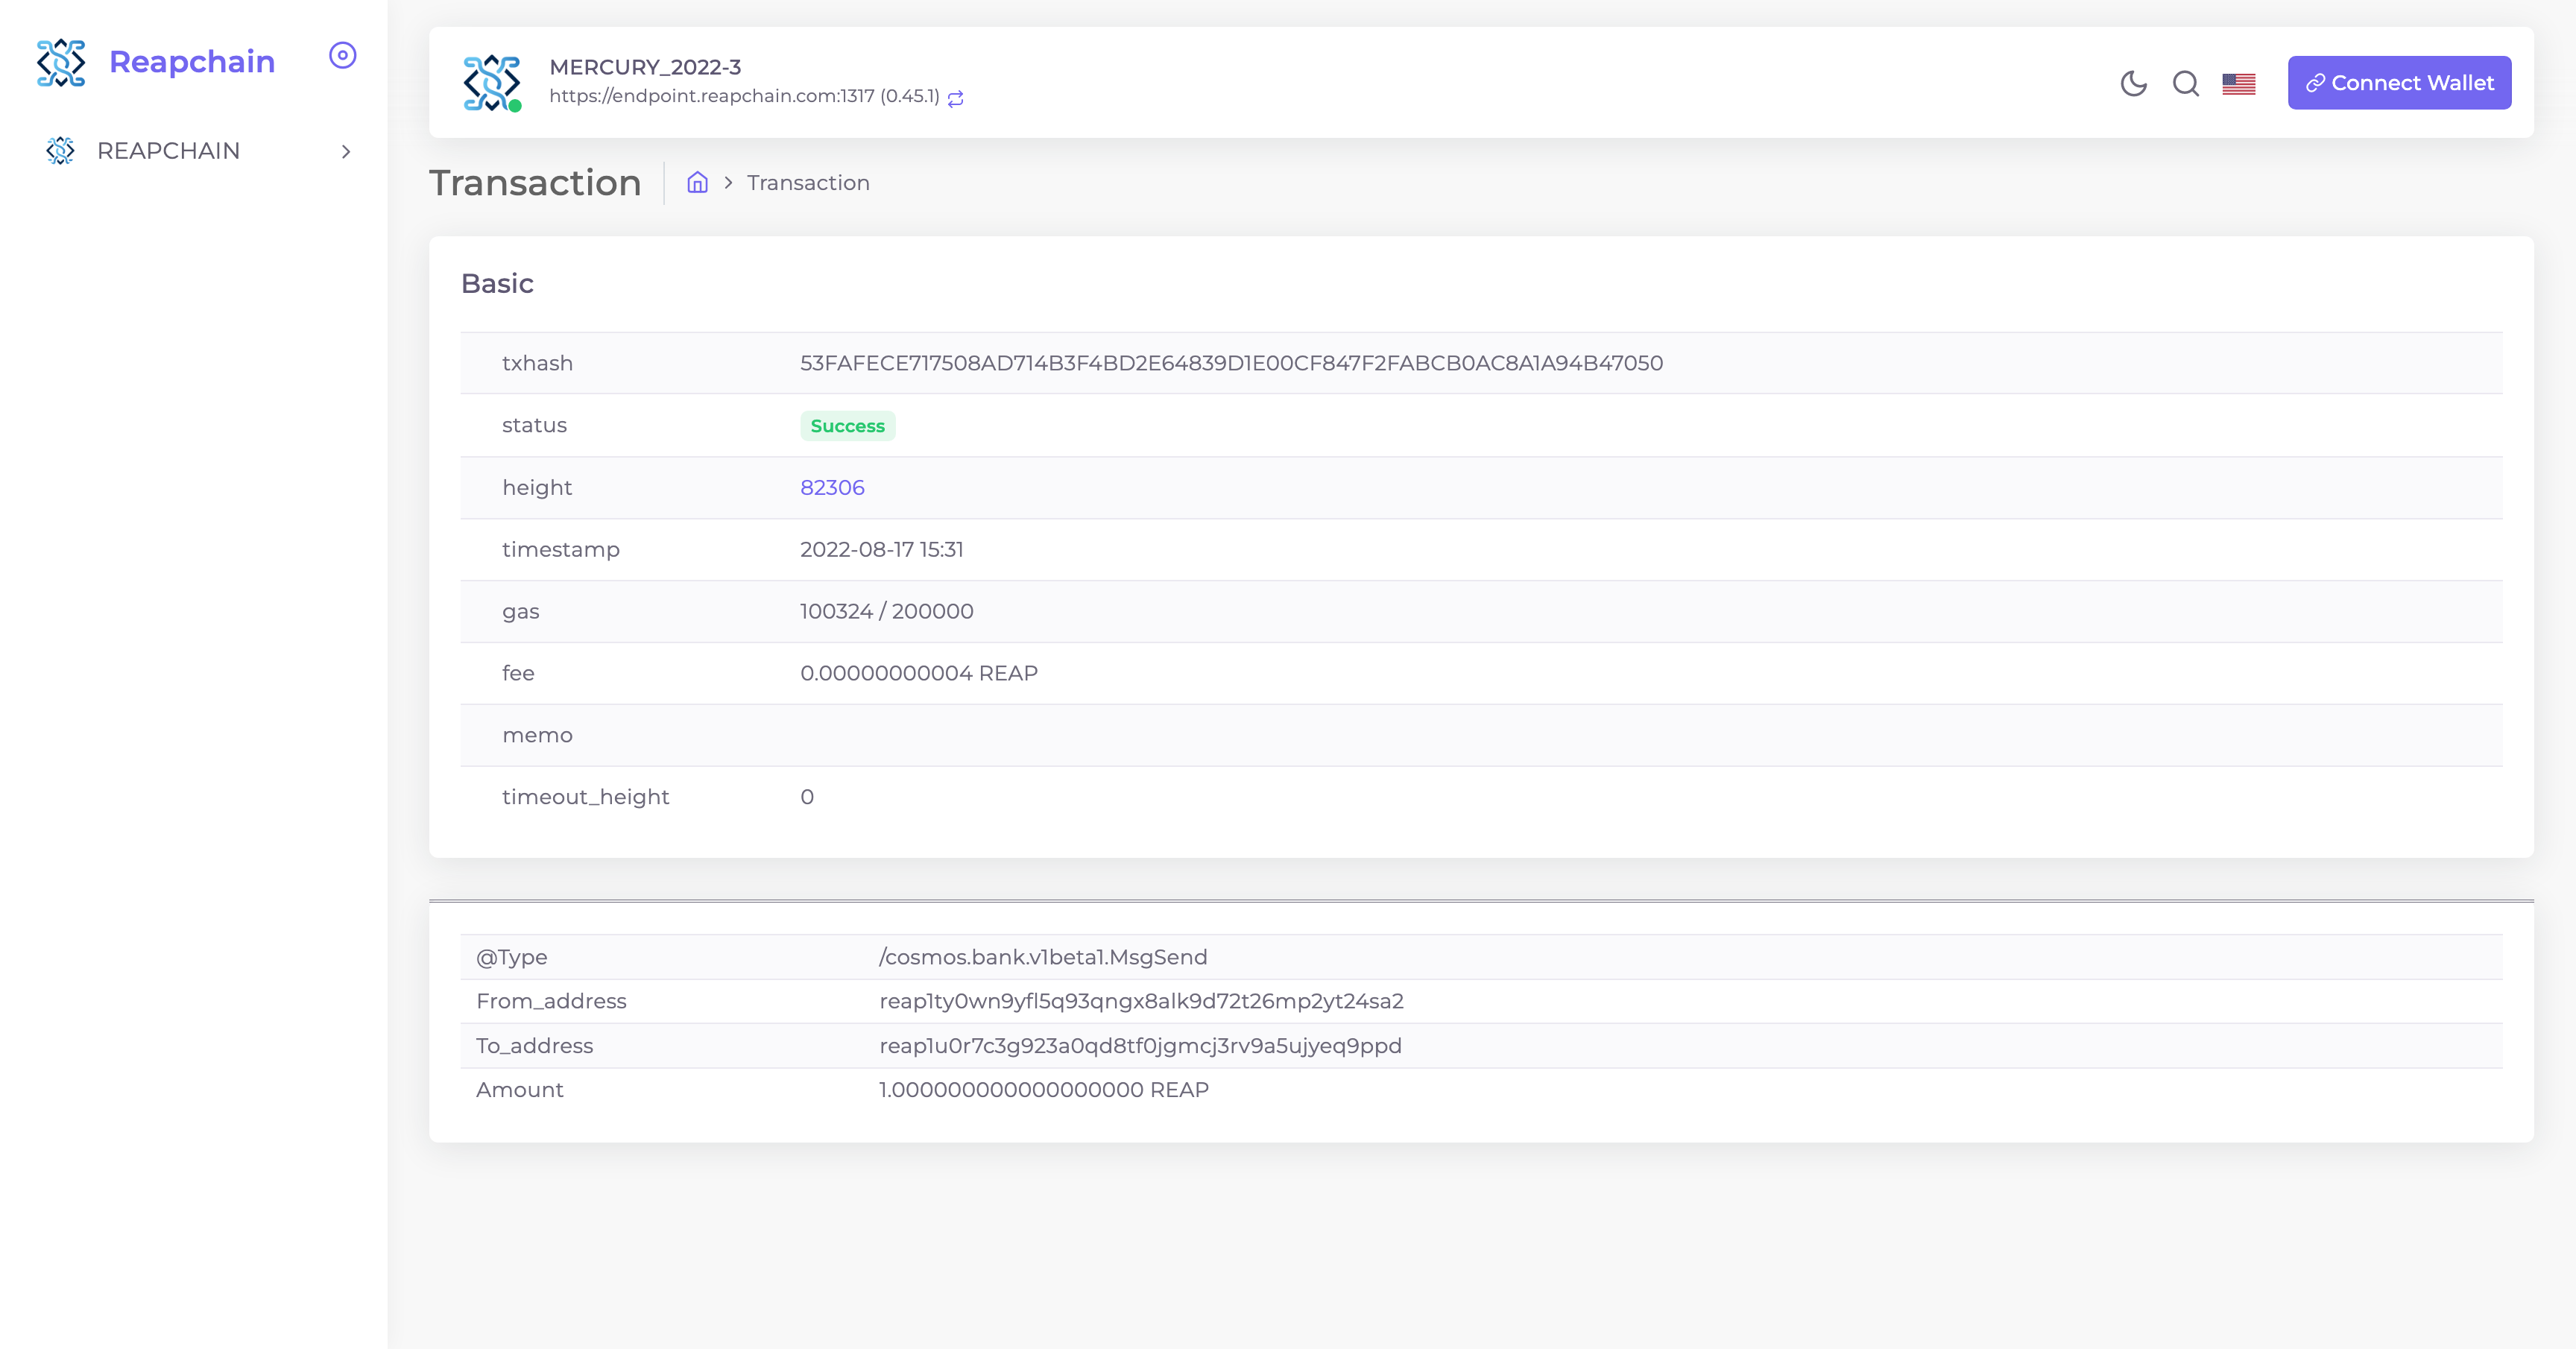 Reapchain
REAPCHAIN
MERCURY_2022-3
https://endpoint.reapchain.com:1317 (0.45.1)
Connect Wallet
Transaction
Transaction
Basic
txhash 53FAFECE717508AD714B3F4BD2E64839D1E00CF847F2FABCB0AC8A1A94B47050
status Success
height 82306
timestamp 2022-08-17 15:31
gas 100324 / 200000
fee 0.00000000004 REAP
memo
timeout_height 0
@Type /cosmos.bank.v1beta1.MsgSend
From_address reap1ty0wn9yfl5q93qngx8alk9d72t26mp2yt24sa2
To_address reap1u0r7c3g923a0qd8tf0jgmcj3rv9a5ujyeq9ppd
Amount 1.000000000000000000 REAP